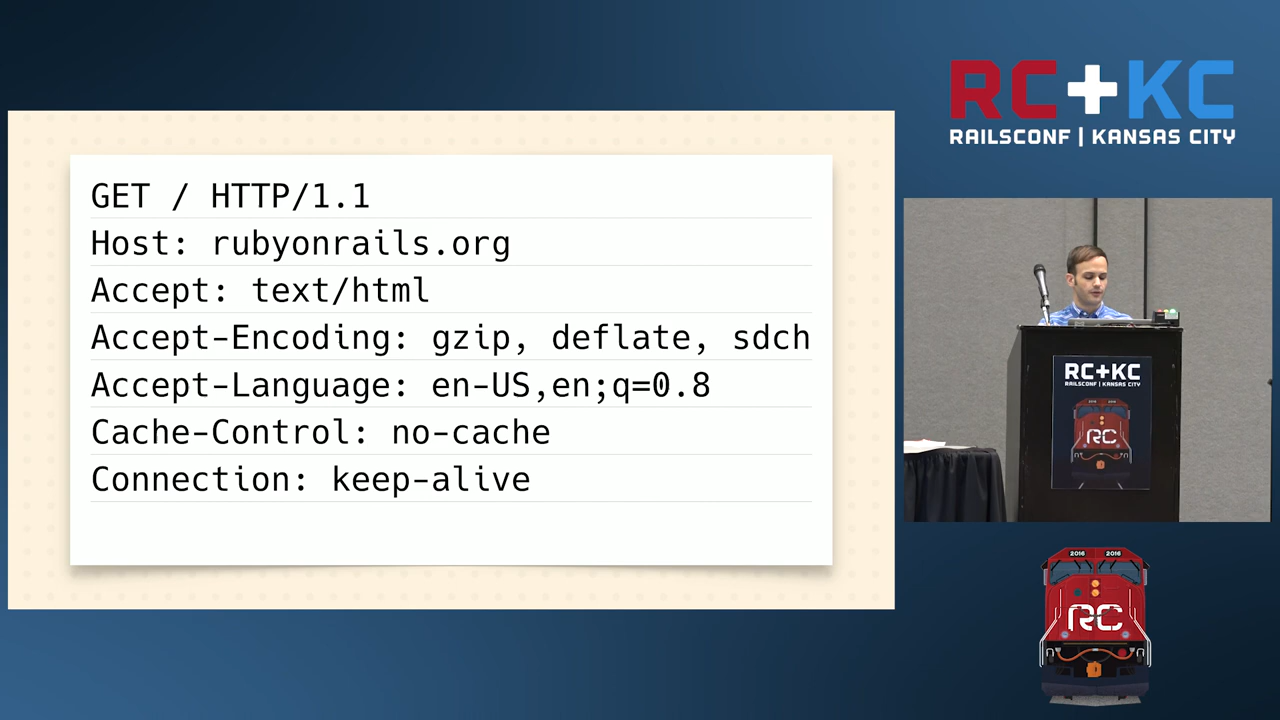 GET / HTTP/1.1
Host: rubyonrails.org
Accept: text/html
Accept-Encoding: gzip, deflate, sdch
Accept-Language: en-US,en;q=0.8
Cache-Control: no-cache
Connection: keep-alive
RC+KC
RAILSCONF | KANSAS CITY
RC+KC
RAILSCONF | KANSAS CITY
RC
2016 2016
RC